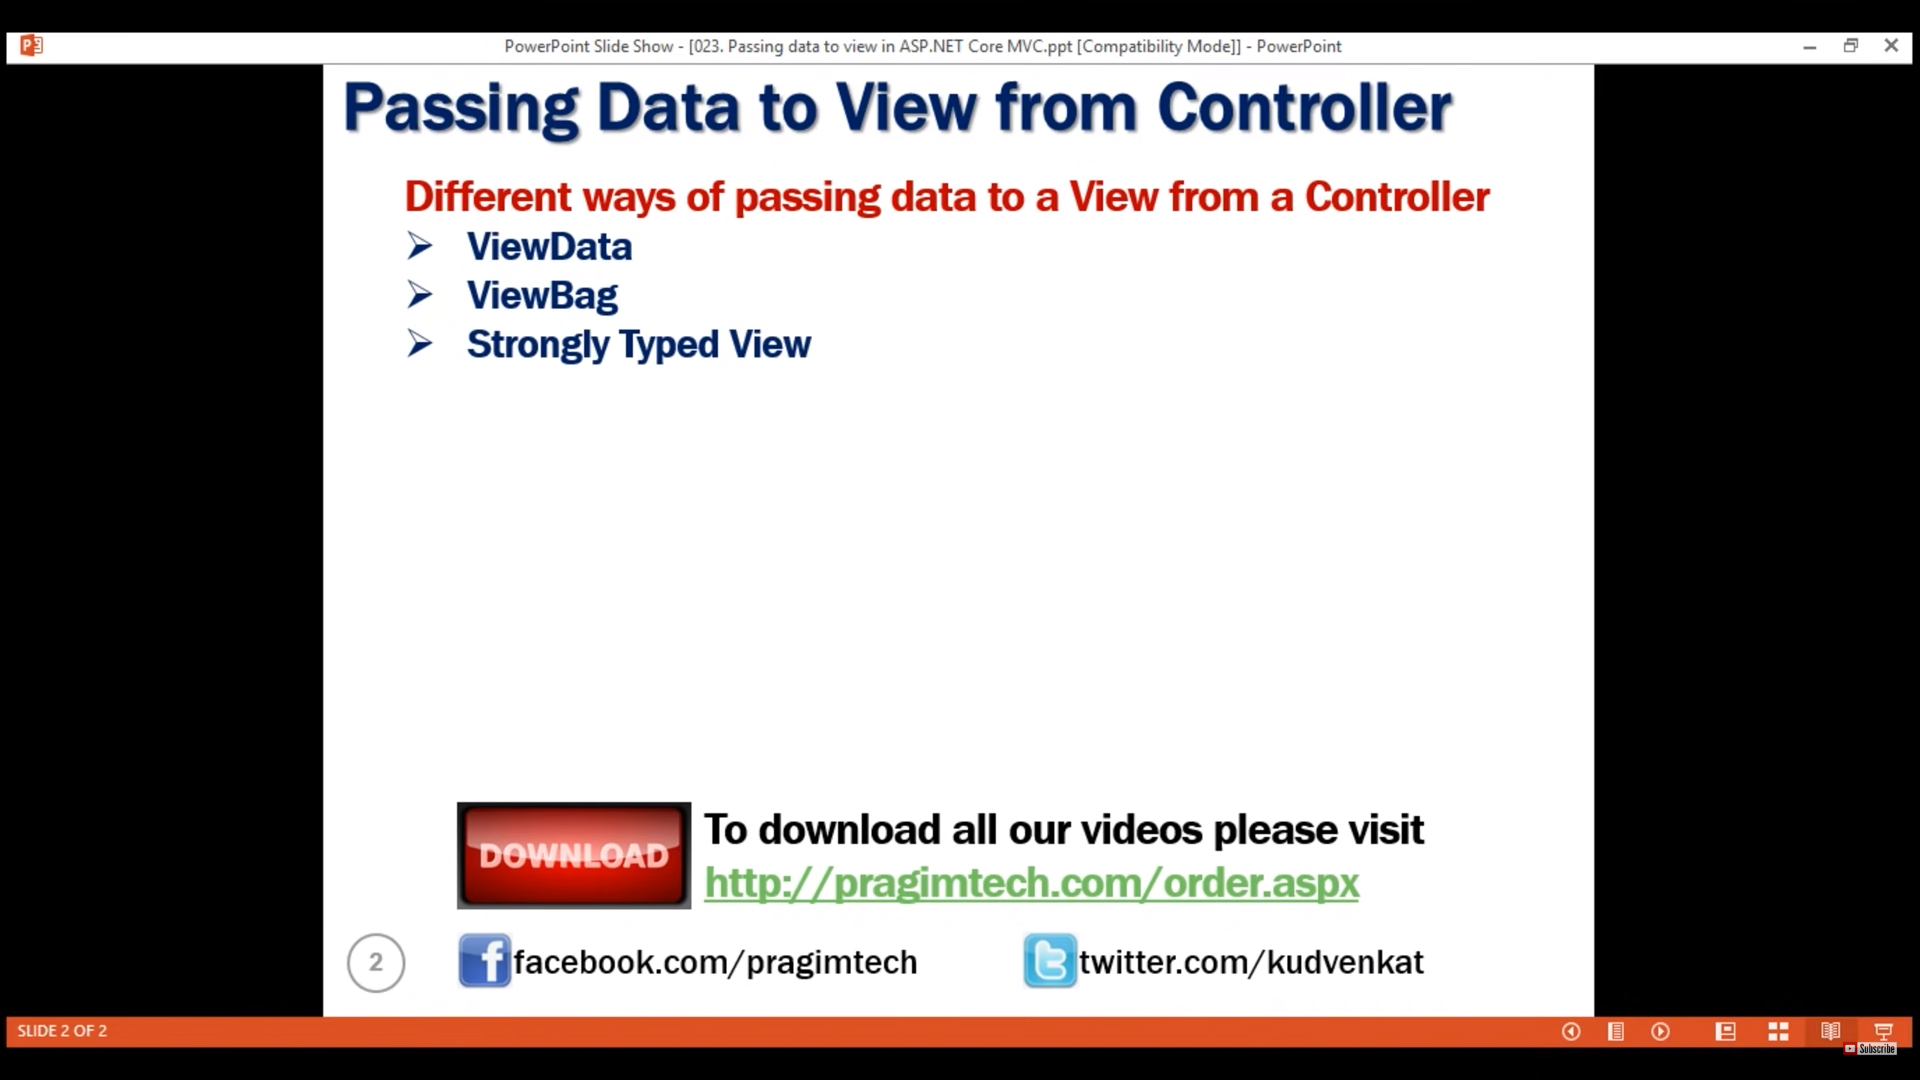 PowerPoint Slide Show - [023. Passing data to view in ASP.NET Core MVC.ppt [Compatibility Mode]] - PowerPoint
Passing Data to View from Controller
Different ways of passing data to a View from a Controller
ViewData
ViewBag
Strongly Typed View
DOWNLOAD
To download all our videos please visit
http://pragimtech.com/order.aspx
2
facebook.com/pragimtech
twitter.com/kudvenkat
SLIDE 2 OF 2
Subscribe